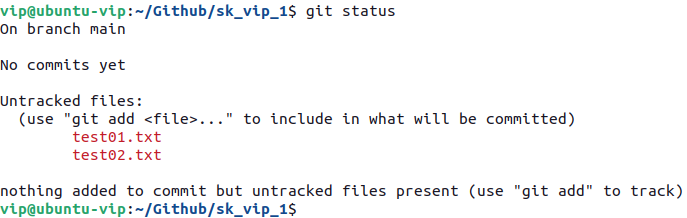 vip@ubuntu-vip:~/Github/sk_vip_1$ git status
On branch main

No commits yet

Untracked files:
  (use "git add <file>..." to include in what will be committed)
        test01.txt
        test02.txt

nothing added to commit but untracked files present (use "git add" to track)
vip@ubuntu-vip:~/Github/sk_vip_1$